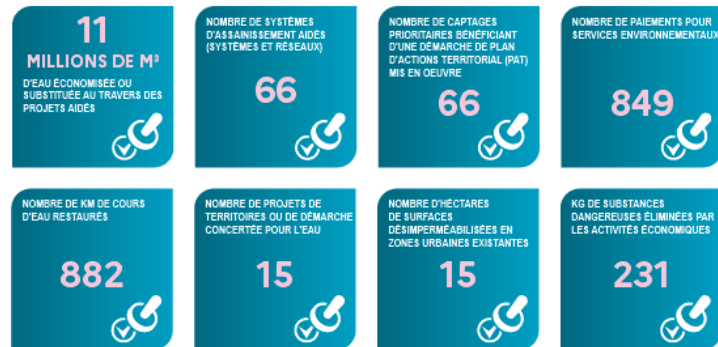 11
MILLIONS DE M³
D'EAU ÉCONOMISÉE OU
SUBSTITUÉE AU TRAVERS DES
PROJETS AIDÉS
NOMBRE DE SYSTÈMES
D'ASSAINISSEMENT AIDÉS
(SYSTÈMES ET RÉSEAUX)
66
NOMBRE DE CAPTAGES
PRIORITAIRES BÉNÉFICIANT
D'UNE DÉMARCHE DE PLAN
D'ACTIONS TERRITORIAL (PAT)
MIS EN OEUVRE
66
NOMBRE DE PAIEMENTS POUR
SERVICES ENVIRONNEMENTAUX
849
NOMBRE DE KM DE COURS
D'EAU RESTAURÉS
882
NOMBRE DE PROJETS DE
TERRITOIRES OU DE DÉMARCHE
CONCERTÉE POUR L'EAU
15
NOMBRE D'HÉCTARES
DE SURFACES
DÉSIMPERMÉABILISÉES EN
ZONES URBAINES EXISTANTES
15
KG DE SUBSTANCES
DANGEREUSES ÉLIMINÉES PAR
LES ACTIVITÉS ÉCONOMIQUES
231